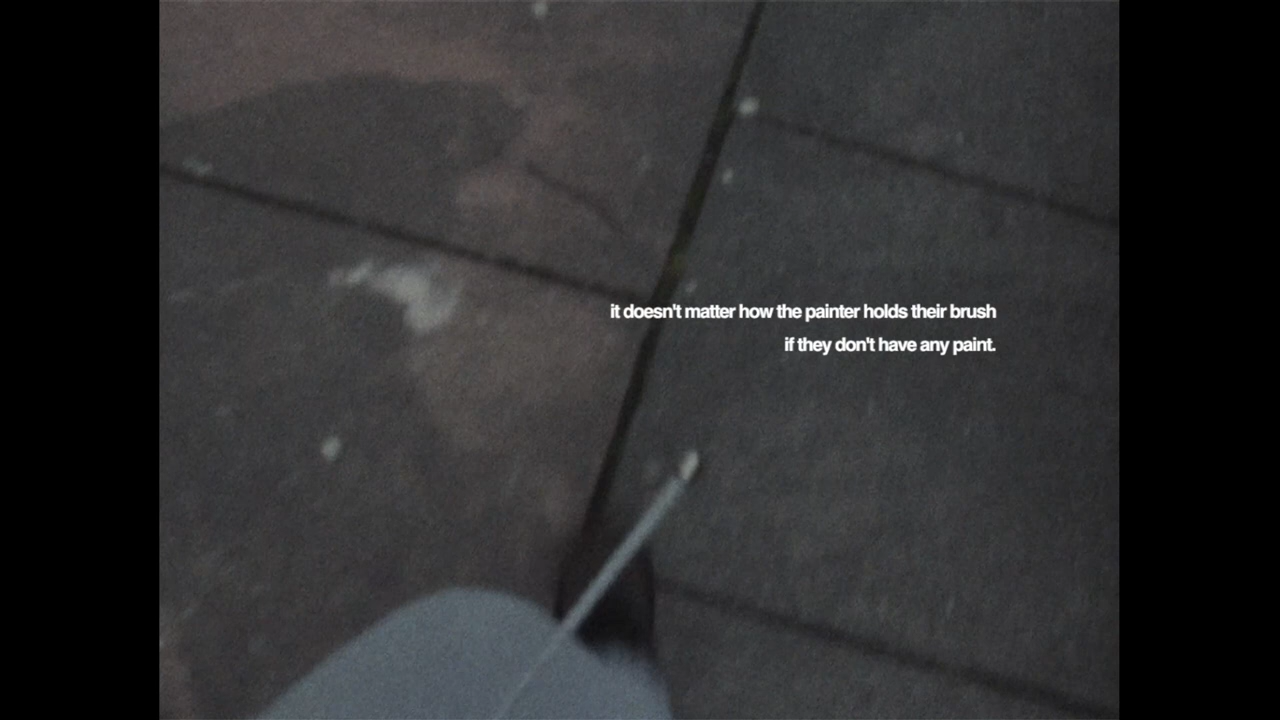 it doesn't matter how the painter holds their brush
if they don't have any paint.